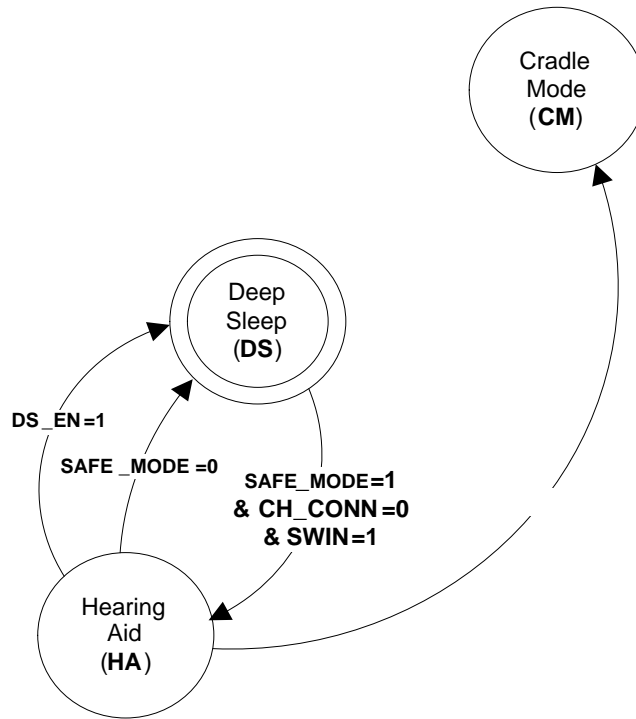 Cradle
Mode
(CM)
Deep
Sleep
(DS)
DS_EN=1
SAFE_MODE=0
SAFE_MODE=1
& CH_CONN=0
& SWIN=1
Hearing
Aid
(HA)